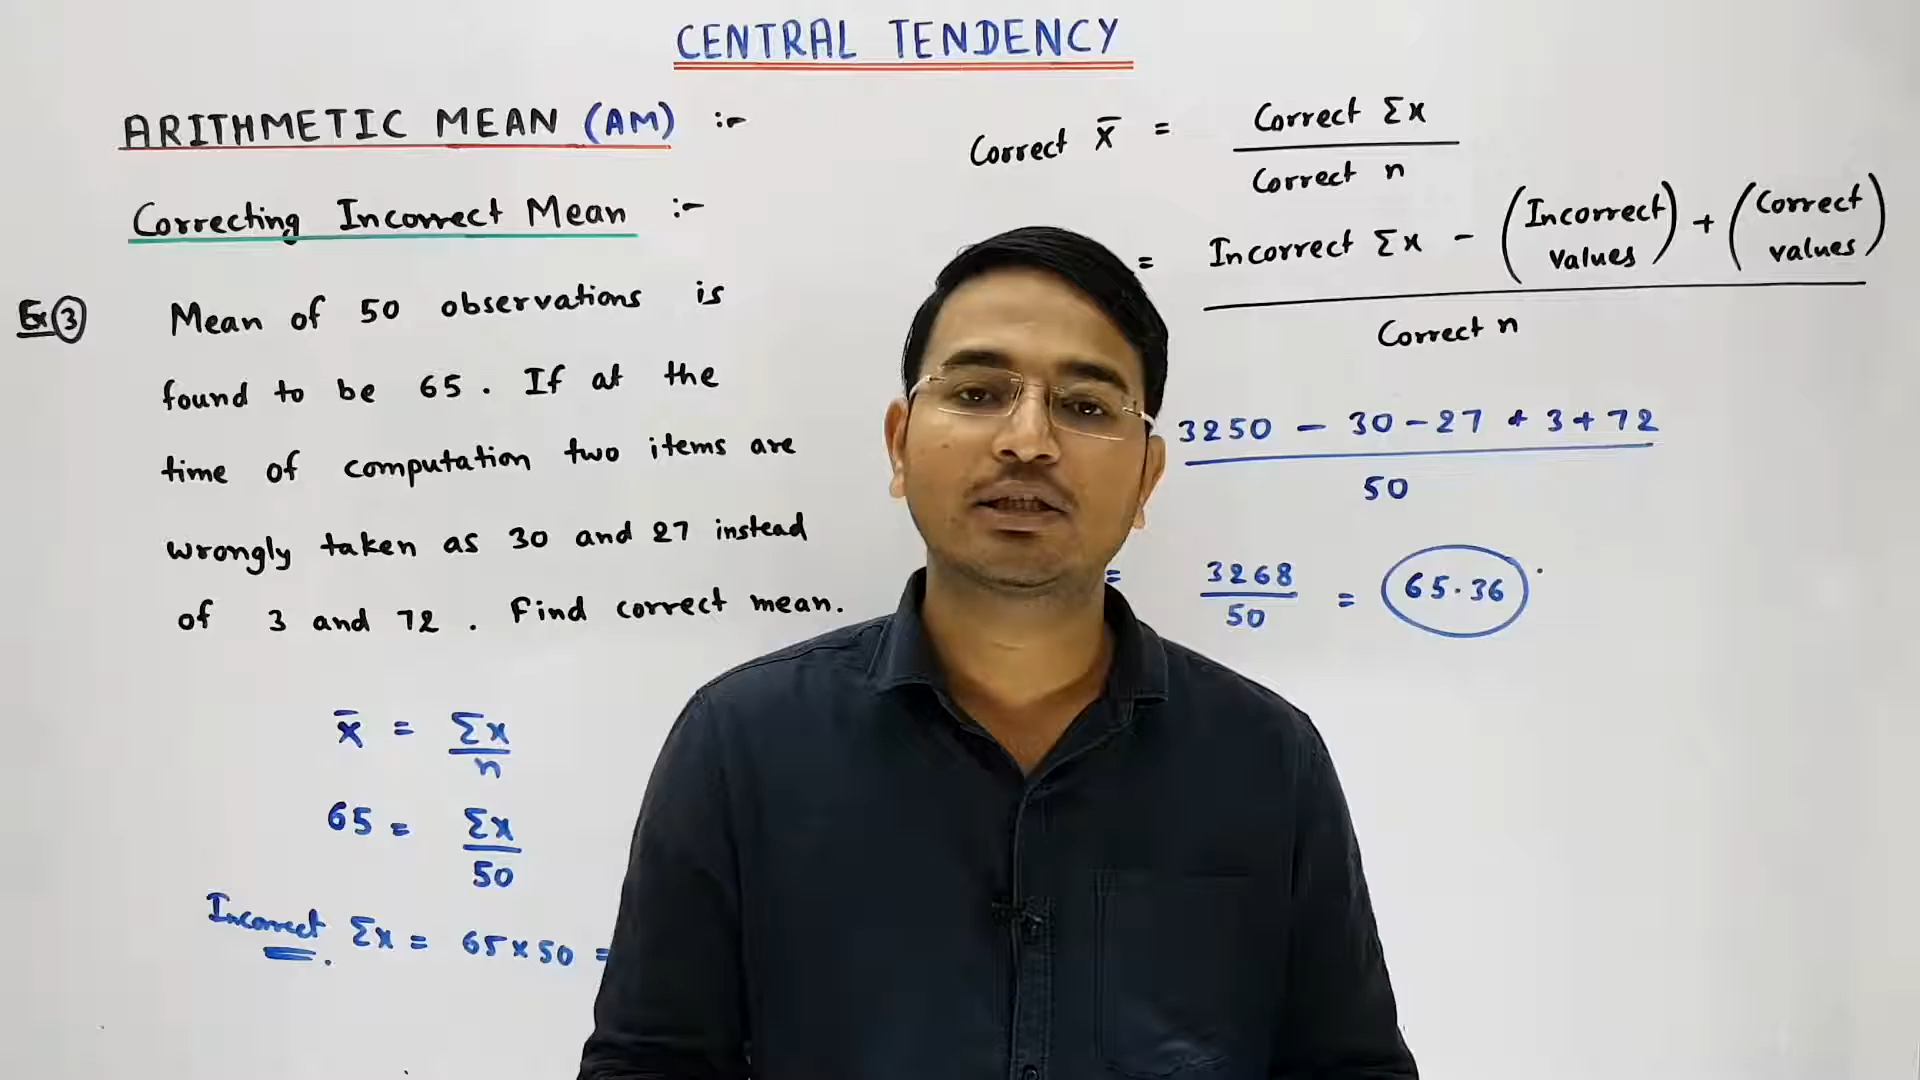 CENTRAL TENDENCY
ARITHMETIC MEAN (AM) :-
Correcting Incorrect Mean :-
Ex 3 Mean of 50 observations is
found to be 65. If at the
time of computation two items are
wrongly taken as 30 and 27 instead
of 3 and 72. Find correct mean.
x̄ = Σx
n
65 = Σx
50
Incorrect Σx = 65 x 50 =
Correct x̄ = Correct Σx
Correct n
= Incorrect Σx - (Incorrect values) + (Correct values)
Correct n
3250 - 30 - 27 + 3 + 72
50
= 3268
50
= 65.36